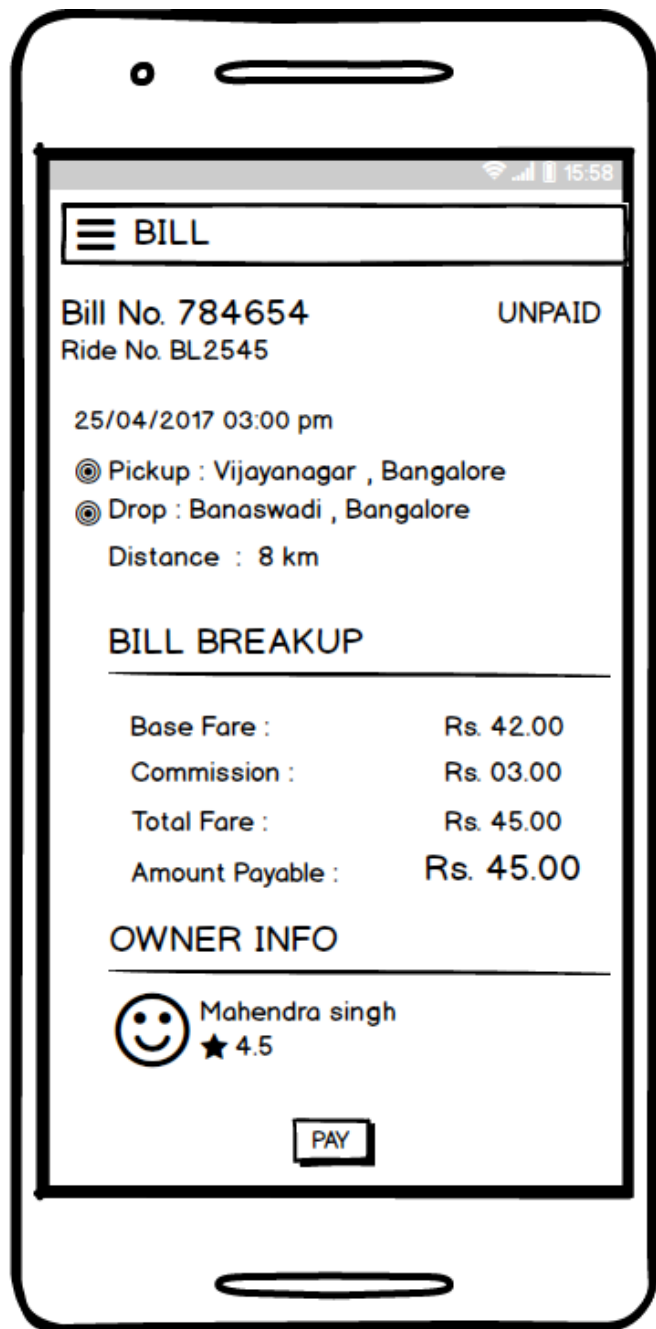 15:58
BILL
Bill No. 784654 UNPAID
Ride No. BL2545
25/04/2017 03:00 pm
Pickup : Vijayanagar , Bangalore
Drop : Banaswadi , Bangalore
Distance : 8 km
BILL BREAKUP
Base Fare : Rs. 42.00
Commission : Rs. 03.00
Total Fare : Rs. 45.00
Amount Payable : Rs. 45.00
OWNER INFO
Mahendra singh
4.5
PAY